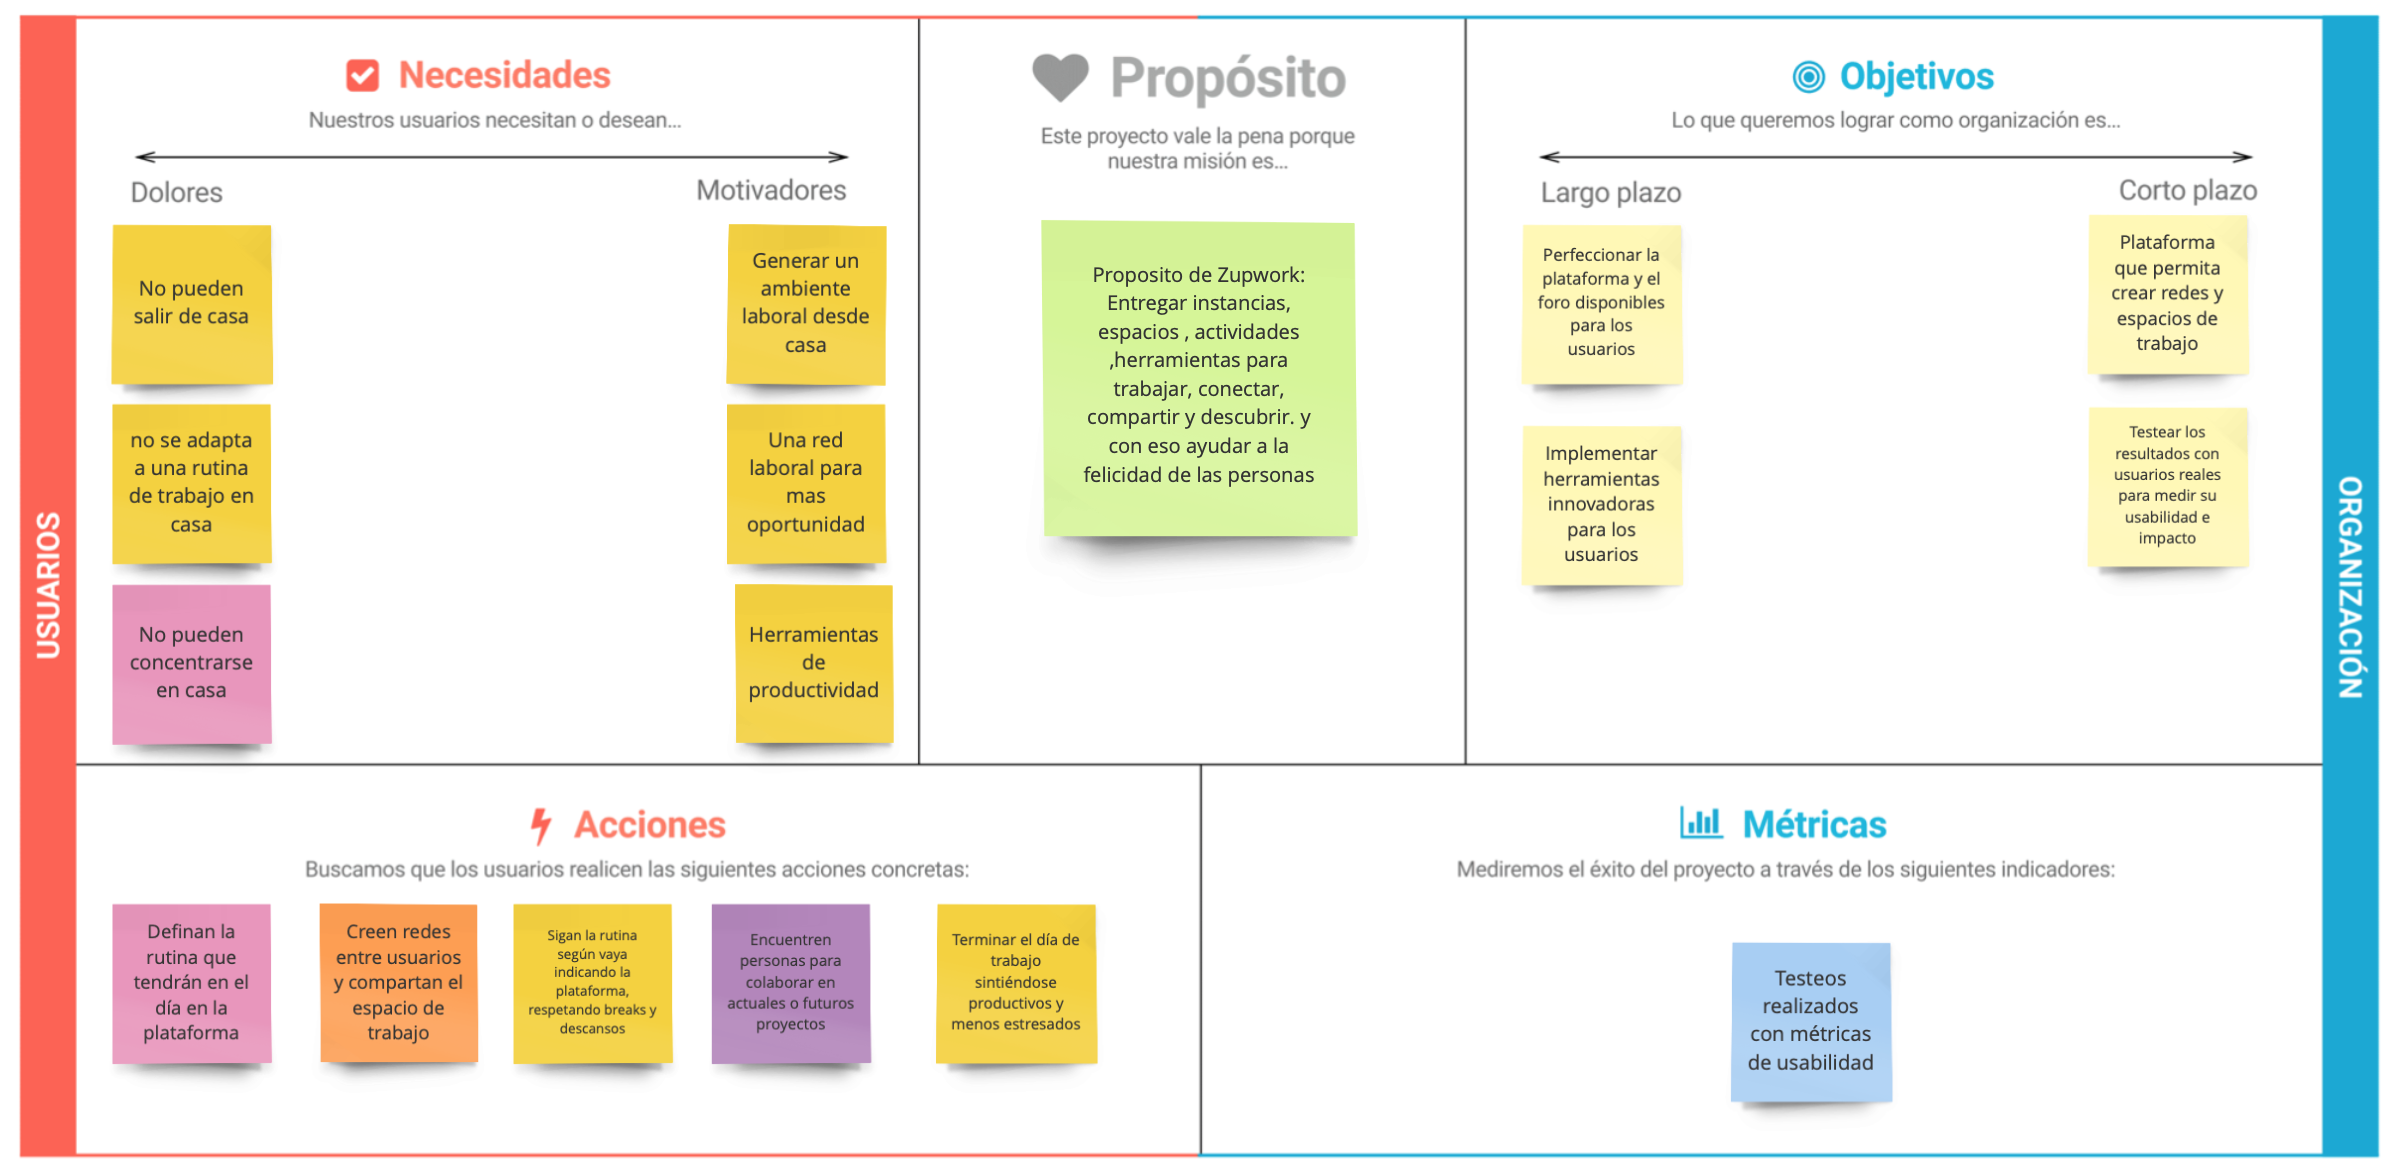 USUARIOS
Necesidades
Nuestros usuarios necesitan o desean...
Dolores
Motivadores
No pueden
salir de casa
no se adapta
a una rutina
de trabajo en
casa
No pueden
concentrarse
en casa
Generar un
ambiente
laboral desde
casa
Una red
laboral para
mas
oportunidad
Herramientas
de
productividad
Propósito
Este proyecto vale la pena porque
nuestra misión es...
Proposito de Zupwork:
Entregar instancias,
espacios , actividades
,herramientas para
trabajar, conectar,
compartir y descubrir. y
con eso ayudar a la
felicidad de las personas
Objetivos
Lo que queremos lograr como organización es...
Largo plazo
Corto plazo
Perfeccionar la
plataforma y el
foro disponibles
para los
usuarios
Implementar
herramientas
innovadoras
para los
usuarios
Plataforma
que permita
crear redes y
espacios de
trabajo
Testear los
resultados con
usuarios reales
para medir su
usabilidad e
impacto
ORGANIZACIÓN
Acciones
Buscamos que los usuarios realicen las siguientes acciones concretas:
Definan la
rutina que
tendrán en el
día en la
plataforma
Creen redes
entre usuarios
y compartan el
espacio de
trabajo
Sigan la rutina
según vaya
indicando la
plataforma,
respetando breaks y
descansos
Encuentren
personas para
colaborar en
actuales o futuros
proyectos
Terminar el día de
trabajo
sintiéndose
productivos y
menos estresados
Métricas
Mediremos el éxito del proyecto a través de los siguientes indicadores:
Testeos
realizados
con métricas
de usabilidad